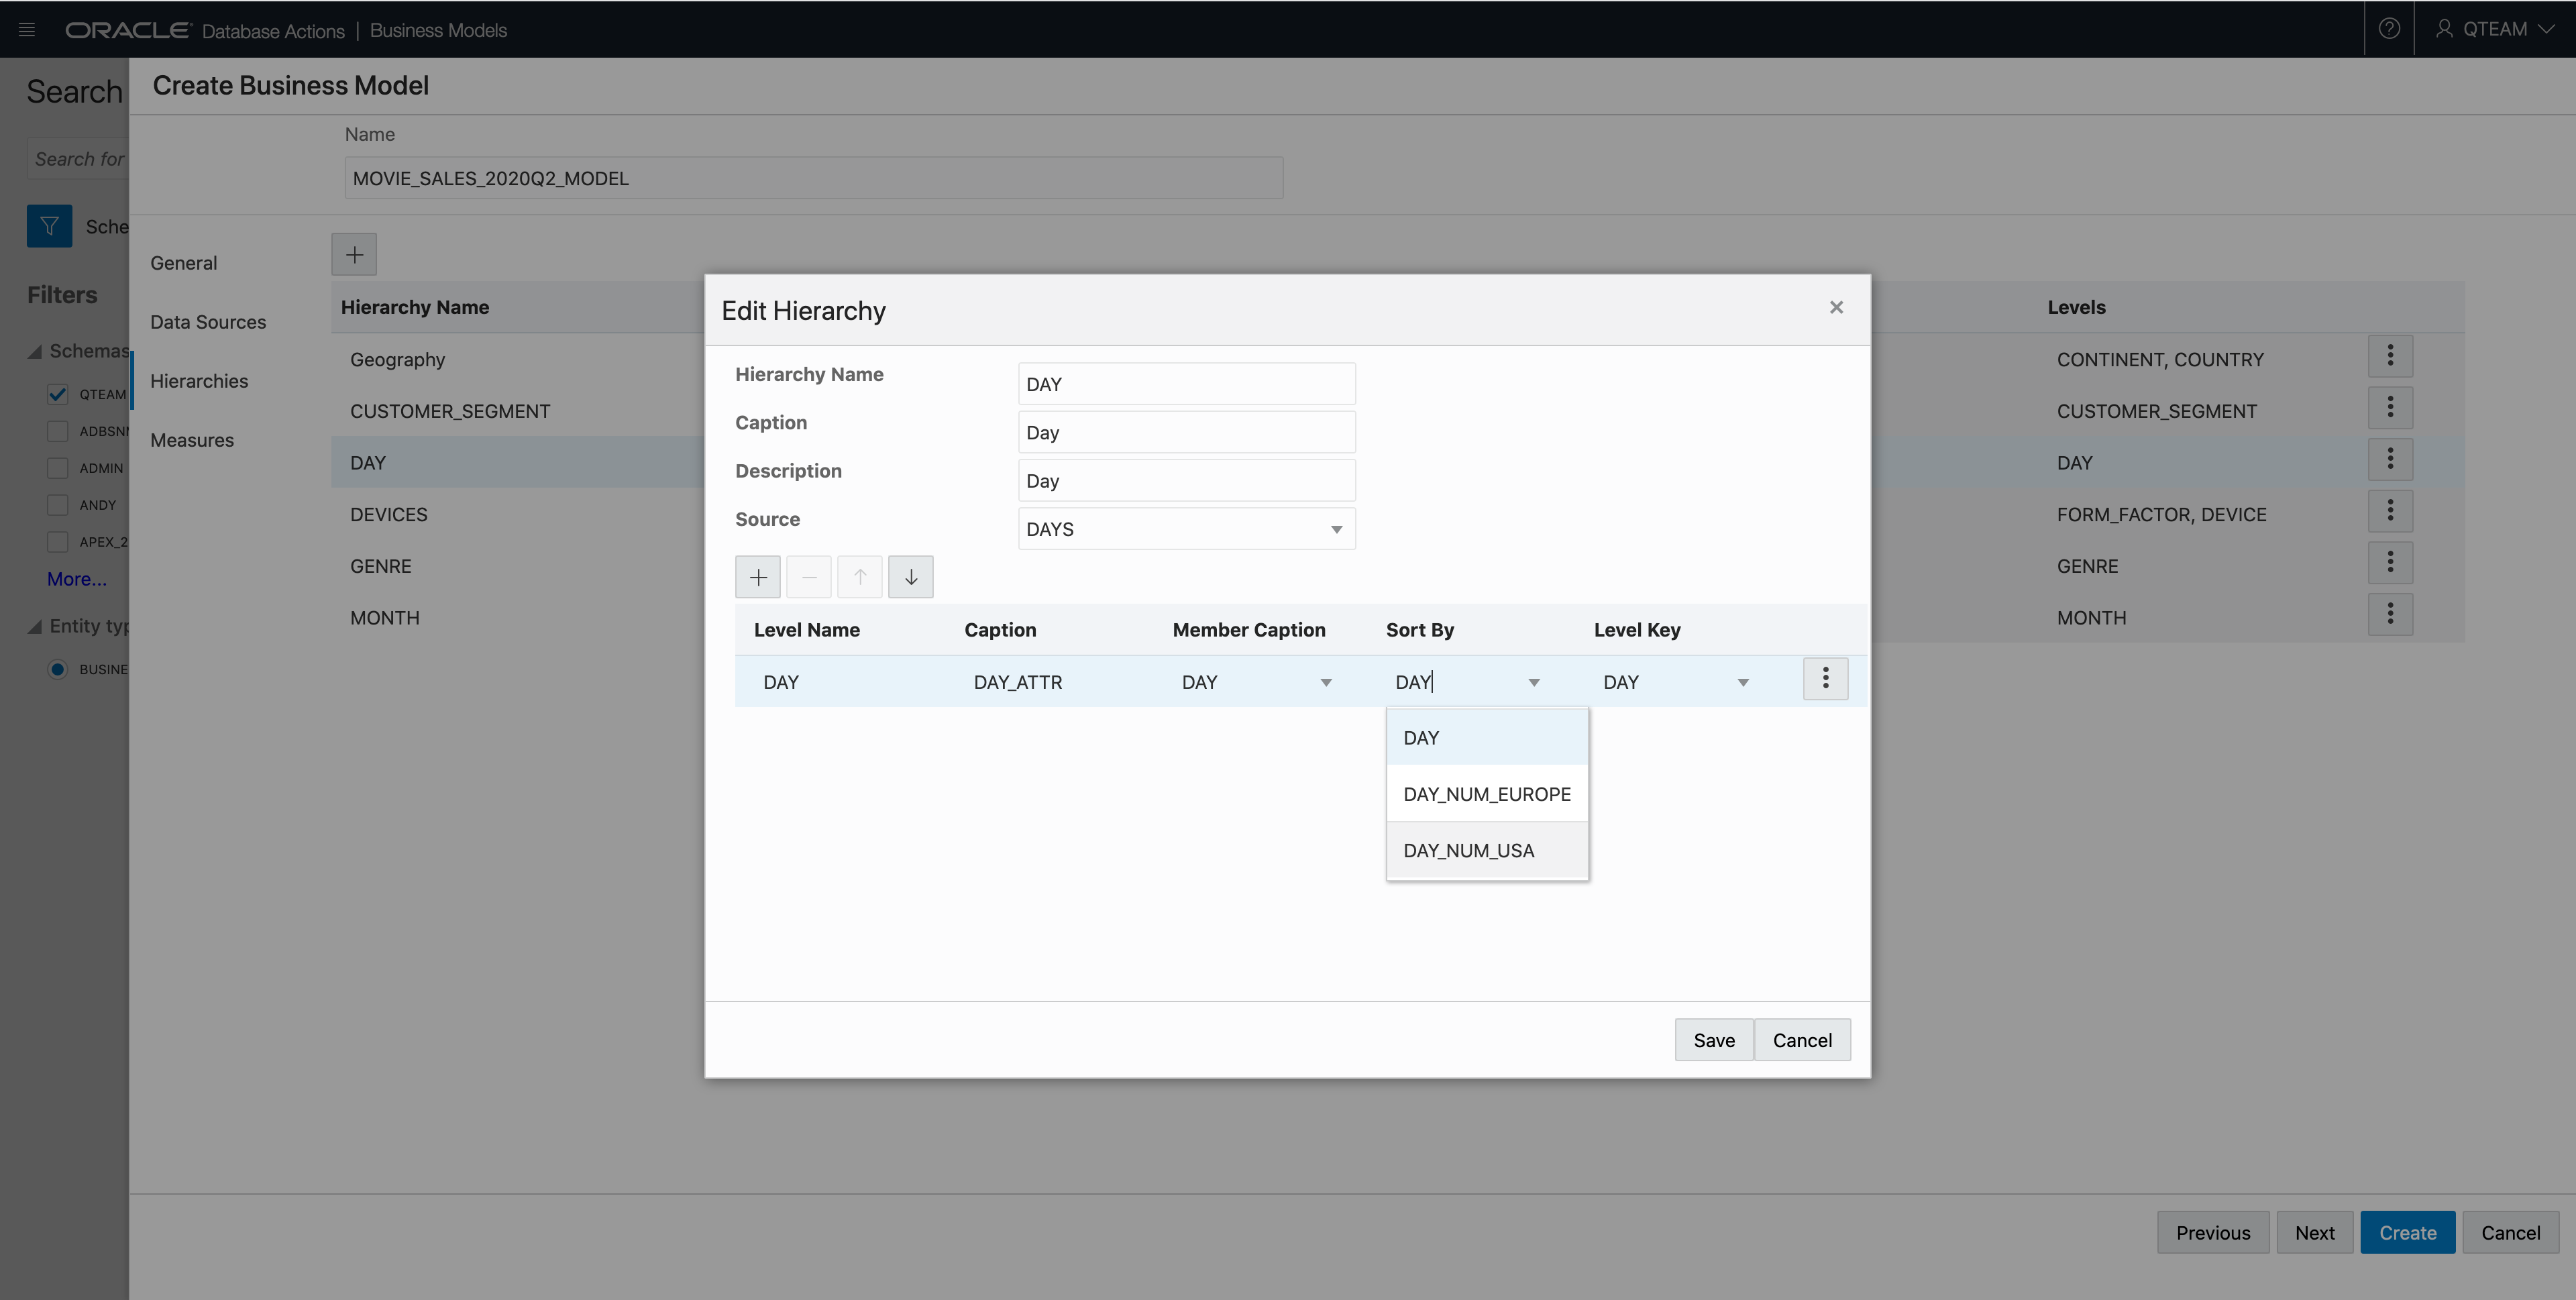 ORACLE Database Actions | Business Models
QTEAM
Search
Create Business Model
Name
Search for
MOVIE_SALES_2020Q2_MODEL
Sche
General
Filters
Hierarchy Name
Levels
Data Sources
Schemas
Geography
CONTINENT, COUNTRY
Hierarchies
QTEAM
CUSTOMER_SEGMENT
CUSTOMER_SEGMENT
Measures
DAY
DAY
ADMIN
ANDY
DEVICES
FORM_FACTOR, DEVICE
APEX_2
GENRE
GENRE
More...
MONTH
MONTH
Entity typ
BUSINE
Edit Hierarchy
Hierarchy Name
DAY
Caption
Day
Description
Day
Source
DAYS
Level Name Caption Member Caption Sort By Level Key
DAY DAY_ATTR DAY DAY DAY
DAY
DAY_NUM_EUROPE
DAY_NUM_USA
Save Cancel
Previous Next Create Cancel